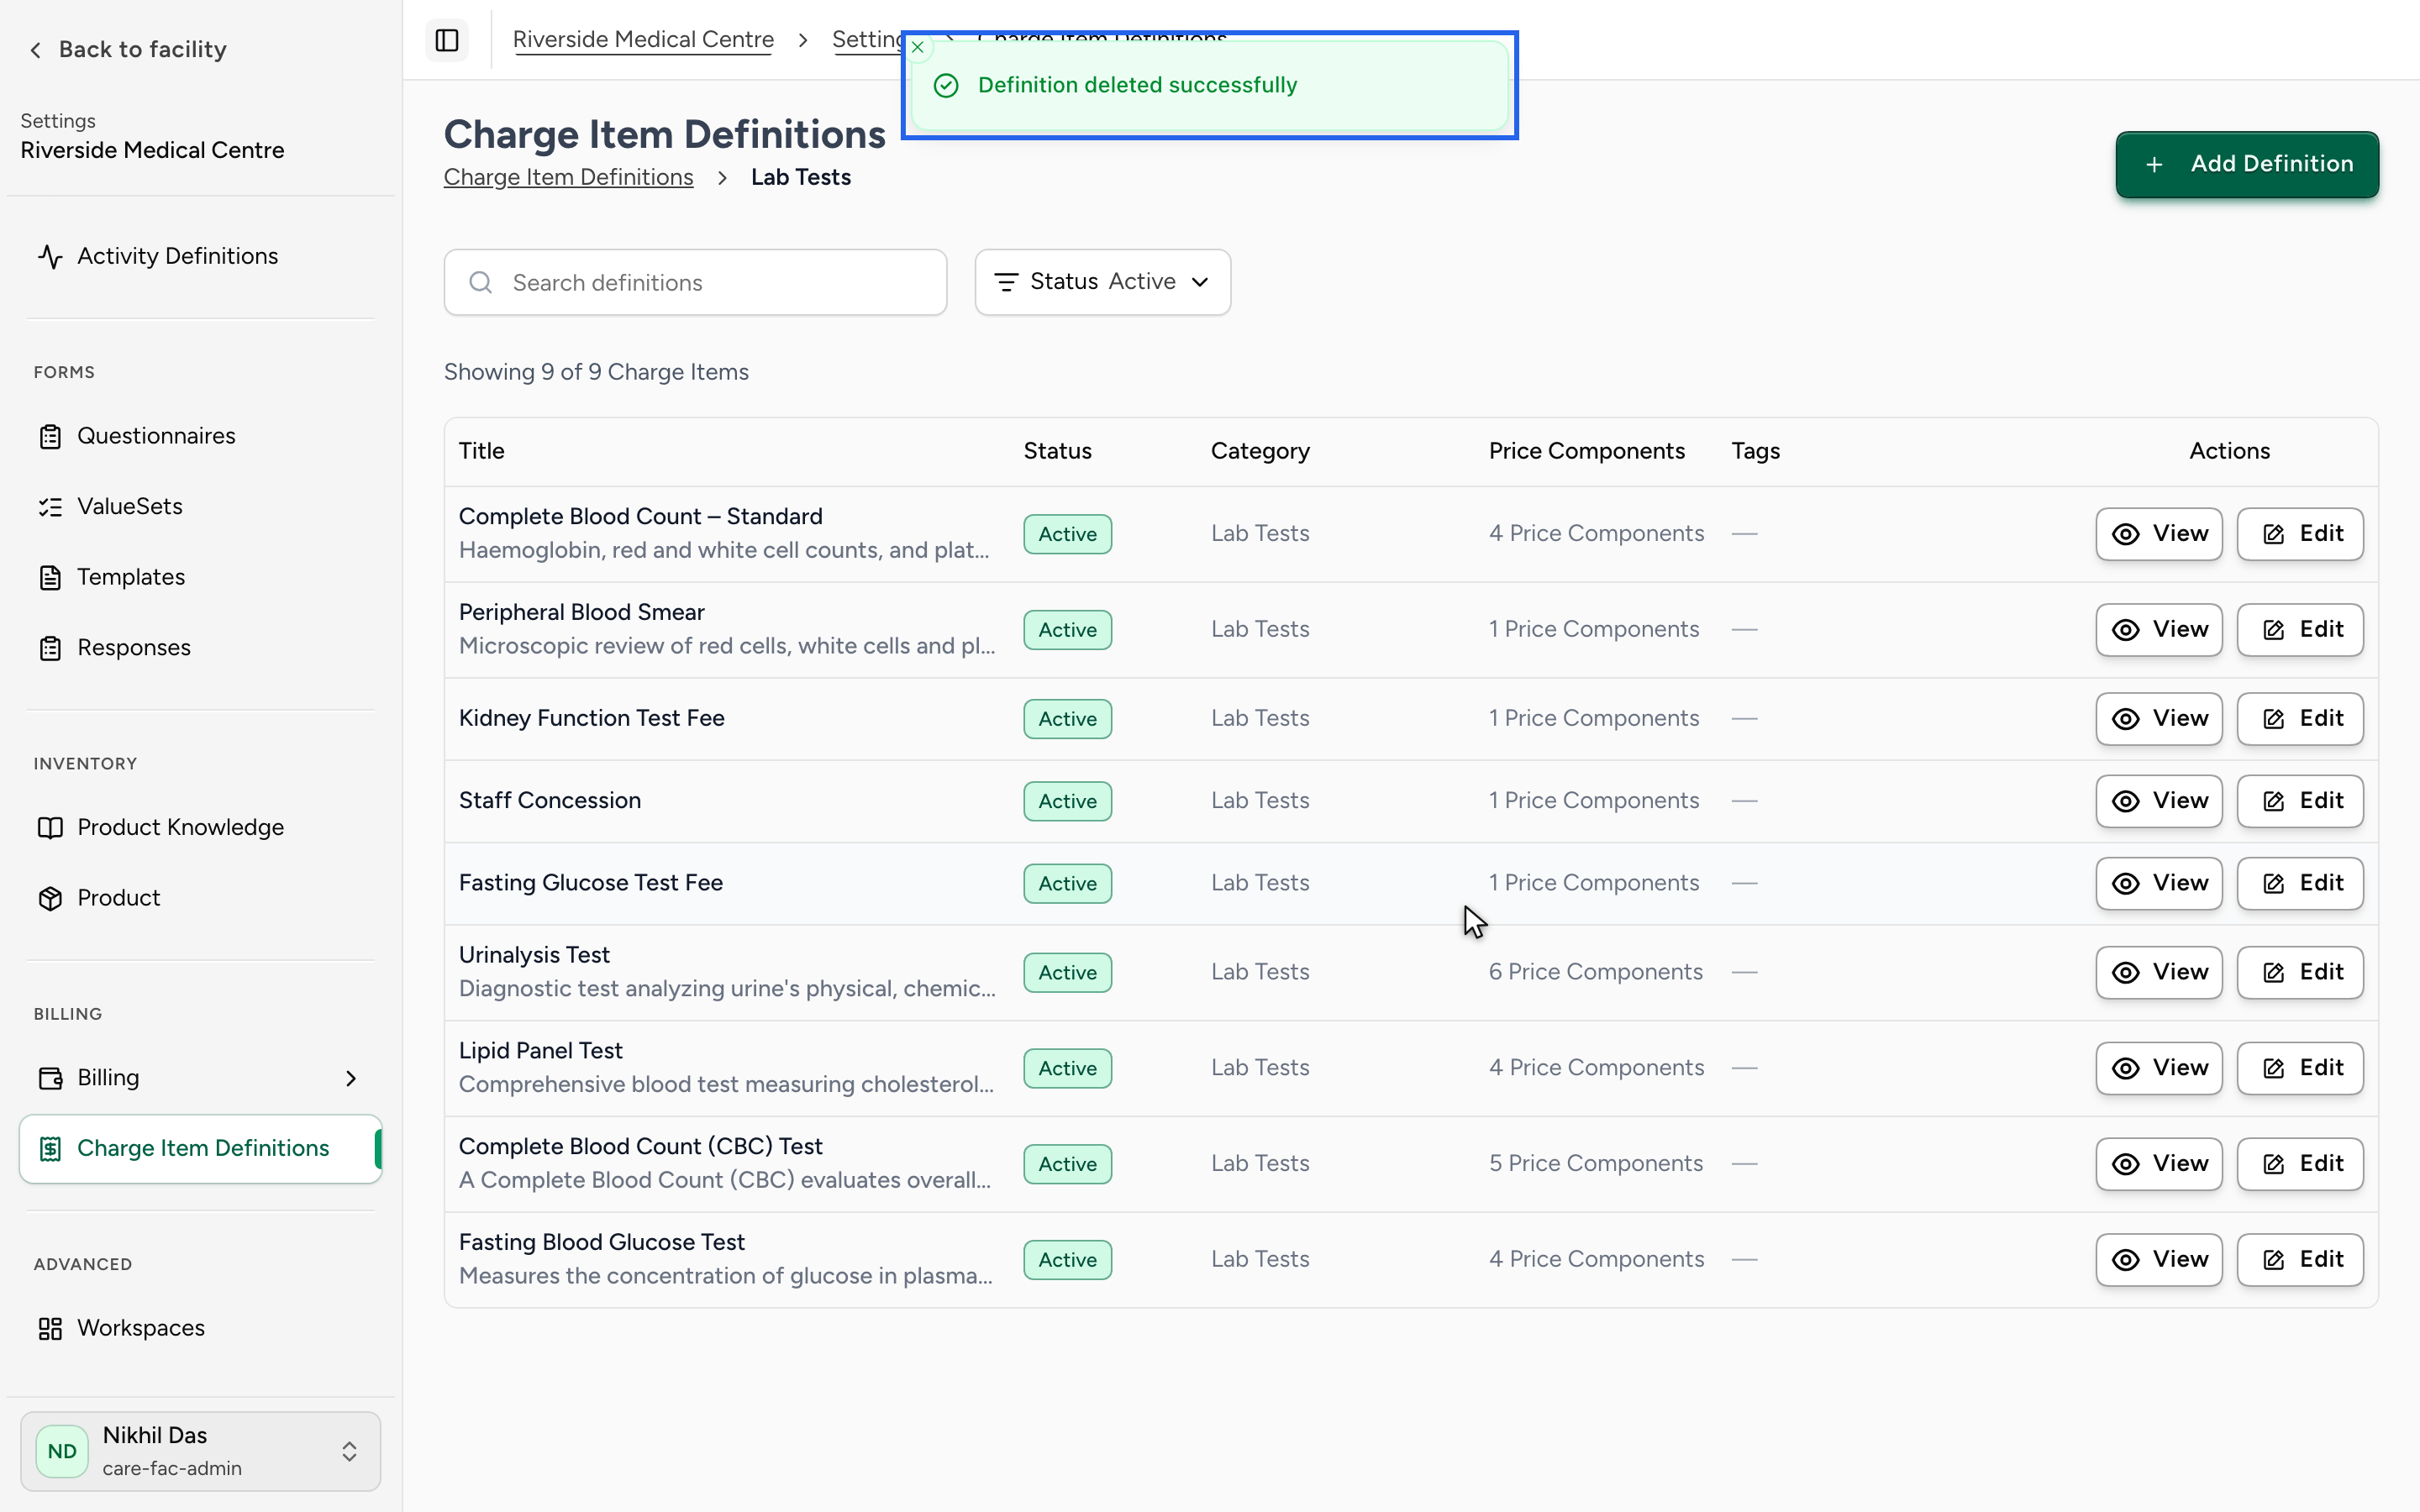 Back to facility
Settings
Riverside Medical Centre
Activity Definitions
FORMS
Questionnaires
ValueSets
Templates
Responses
INVENTORY
Product Knowledge
Product
BILLING
Billing
Charge Item Definitions
ADVANCED
Workspaces
ND
Nikhil Das
care-fac-admin
Riverside Medical Centre > Setting > Charge Item Definitions
Definition deleted successfully
Charge Item Definitions
Charge Item Definitions > Lab Tests
+ Add Definition
Search definitions
Status Active
Showing 9 of 9 Charge Items
Title Status Category Price Components Tags Actions
Complete Blood Count – Standard
Haemoglobin, red and white cell counts, and plat...
Active Lab Tests 4 Price Components — View Edit
Peripheral Blood Smear
Microscopic review of red cells, white cells and pl...
Active Lab Tests 1 Price Components — View Edit
Kidney Function Test Fee Active Lab Tests 1 Price Components — View Edit
Staff Concession Active Lab Tests 1 Price Components — View Edit
Fasting Glucose Test Fee Active Lab Tests 1 Price Components — View Edit
Urinalysis Test
Diagnostic test analyzing urine's physical, chemic...
Active Lab Tests 6 Price Components — View Edit
Lipid Panel Test
Comprehensive blood test measuring cholesterol...
Active Lab Tests 4 Price Components — View Edit
Complete Blood Count (CBC) Test
A Complete Blood Count (CBC) evaluates overall...
Active Lab Tests 5 Price Components — View Edit
Fasting Blood Glucose Test
Measures the concentration of glucose in plasma...
Active Lab Tests 4 Price Components — View Edit